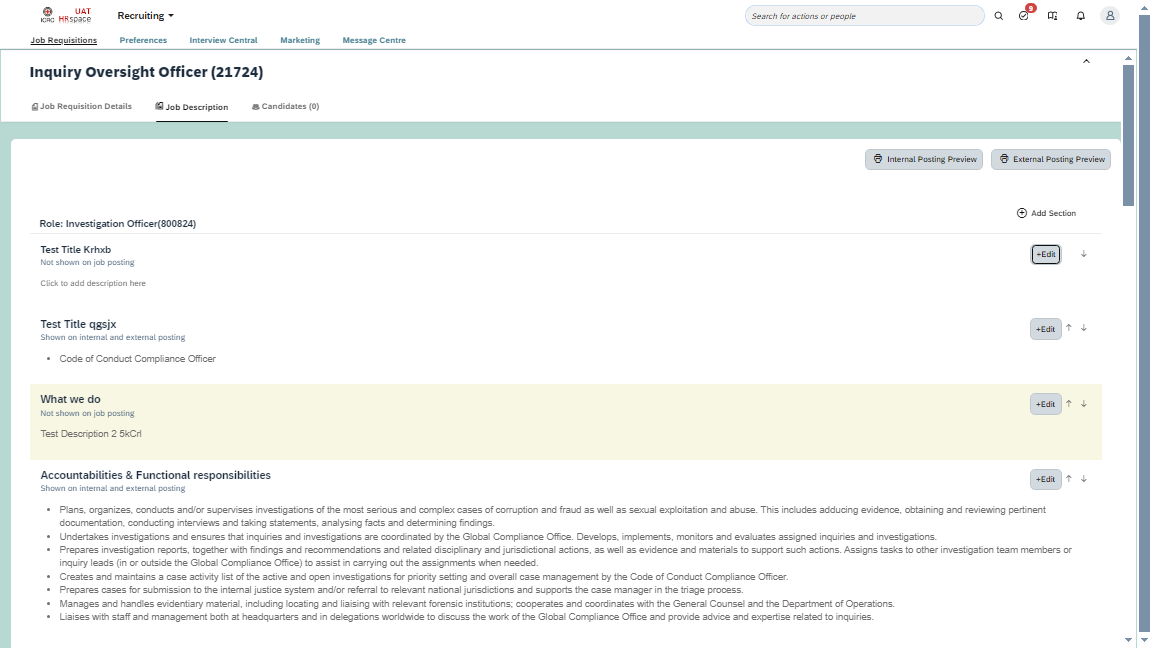 ICRC
UAT
HRspace
Recruiting
Search for actions or people
9
Job Requisitions
Preferences
Interview Central
Marketing
Message Centre
Inquiry Oversight Officer (21724)
Job Requisition Details
Job Description
Candidates (0)
Internal Posting Preview
External Posting Preview
Add Section
Role: Investigation Officer(800824)
Test Title Krhxb
+Edit
Not shown on job posting
Click to add description here
Test Title qgsjx
+Edit
Shown on internal and external posting
• Code of Conduct Compliance Officer
What we do
+Edit
Not shown on job posting
Test Description 2 5kCrl
Accountabilities & Functional responsibilities
+Edit
Shown on internal and external posting
• Plans, organizes, conducts and/or supervises investigations of the most serious and complex cases of corruption and fraud as well as sexual exploitation and abuse. This includes adducing evidence, obtaining and reviewing pertinent
documentation, conducting interviews and taking statements, analysing facts and determining findings.
• Undertakes investigations and ensures that inquiries and investigations are coordinated by the Global Compliance Office. Develops, implements, monitors and evaluates assigned inquiries and investigations.
• Prepares investigation reports, together with findings and recommendations and related disciplinary and jurisdictional actions, as well as evidence and materials to support such actions. Assigns tasks to other investigation team members or
inquiry leads (in or outside the Global Compliance Office) to assist in carrying out the assignments when needed.
• Creates and maintains a case activity list of the active and open investigations for priority setting and overall case management by the Code of Conduct Compliance Officer.
• Prepares cases for submission to the internal justice system and/or referral to relevant national jurisdictions and supports the case manager in the triage process.
• Manages and handles evidentiary material, including locating and liaising with relevant forensic institutions; cooperates and coordinates with the General Counsel and the Department of Operations.
• Liaises with staff and management both at headquarters and in delegations worldwide to discuss the work of the Global Compliance Office and provide advice and expertise related to inquiries.